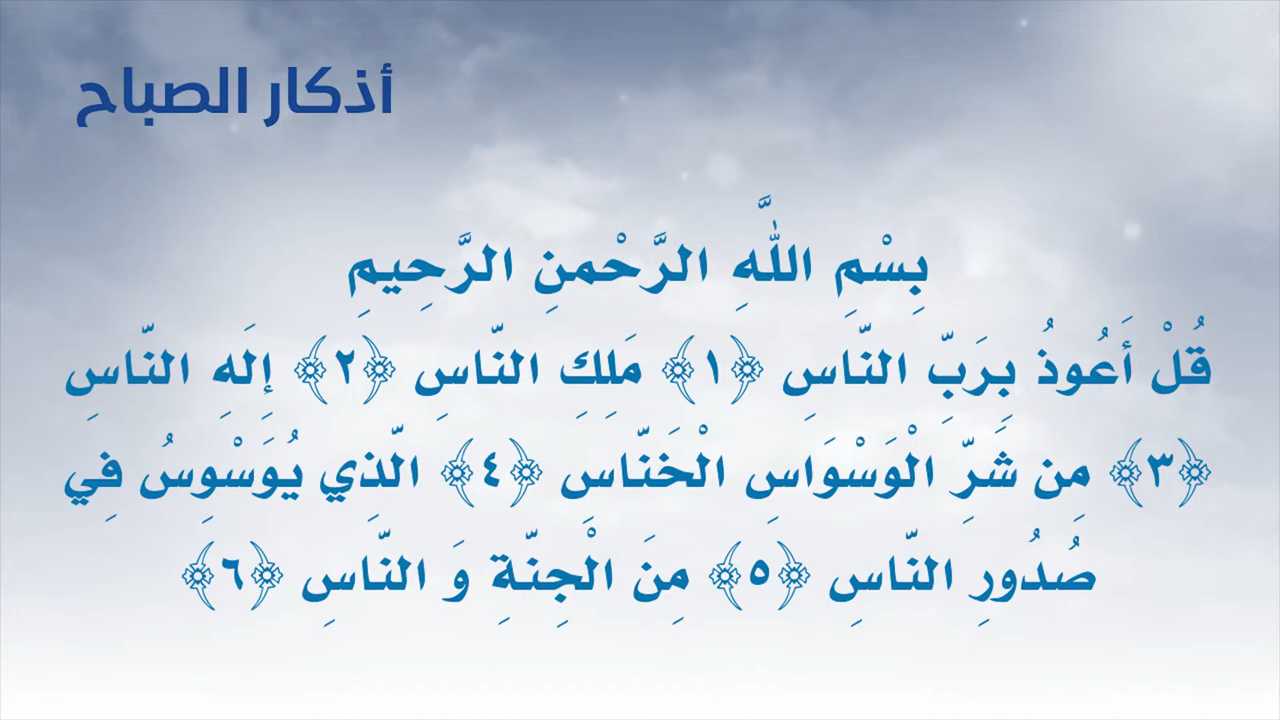 أذكار الصباح
بِسْمِ اللَّهِ الرَّحْمنِ الرَّحِيمِ
قُلْ أَعُوذُ بِرَبِّ النَّاسِ ﴿١﴾ مَلِكِ النَّاسِ ﴿٢﴾ إِلَهِ النَّاسِ
﴿٣﴾ مِن شَرِّ الْوَسْوَاسِ الْخَنَّاسِ ﴿٤﴾ الَّذِي يُوَسْوِسُ فِي
صُدُورِ النَّاسِ ﴿٥﴾ مِنَ الْجِنَّةِ وَ النَّاسِ ﴿٦﴾